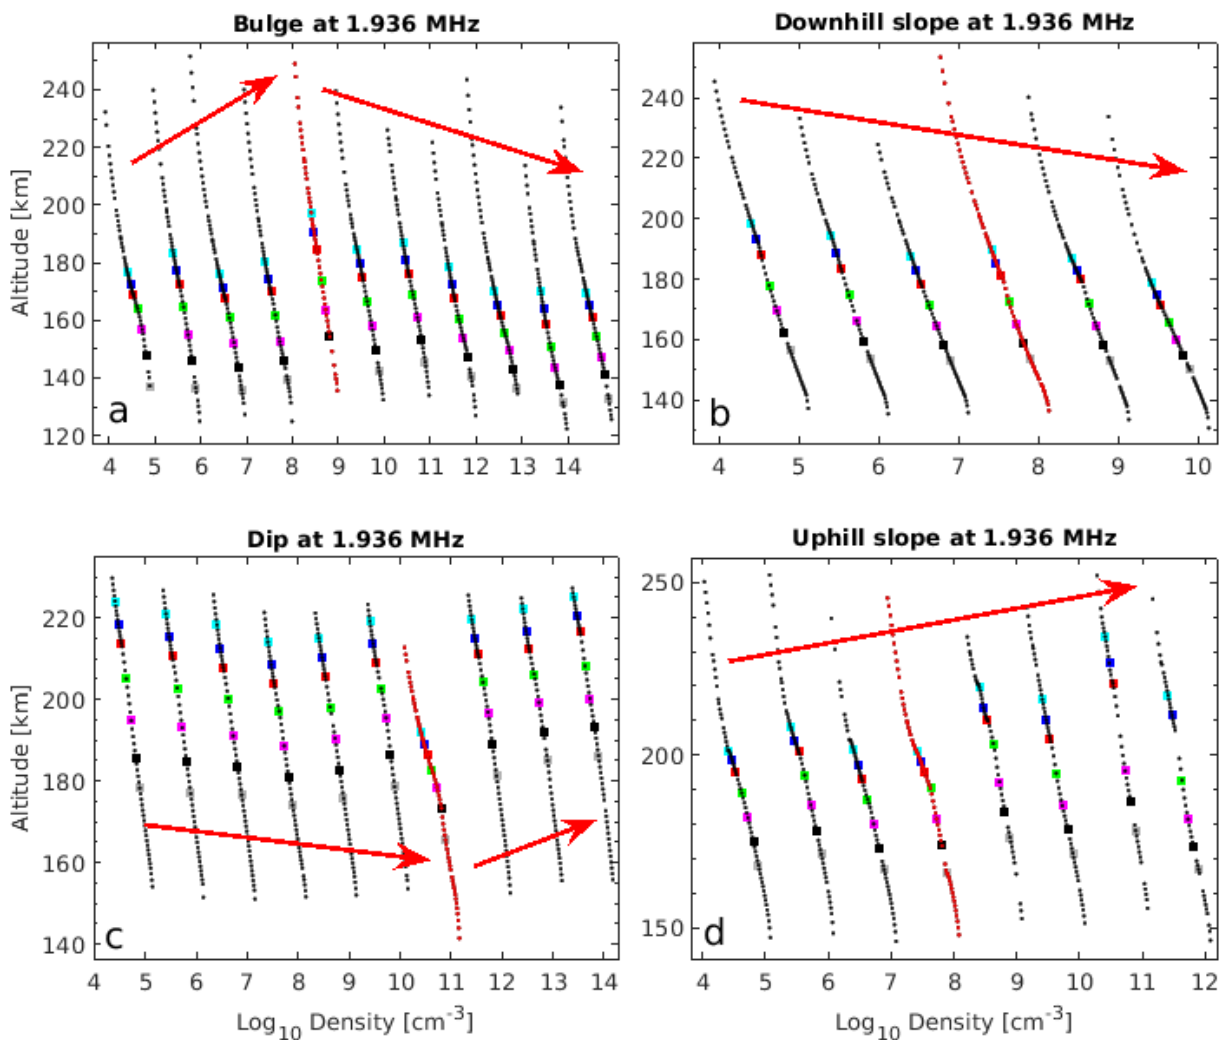 Bulge at 1.936 MHz
Altitude [km]
240
220
200
180
160
140
120
a
4 5 6 7 8 9 10 11 12 13 14
Downhill slope at 1.936 MHz
260
240
220
200
180
160
140
b
4 5 6 7 8 9 10
Dip at 1.936 MHz
Altitude [km]
220
200
180
160
140
c
4 5 6 7 8 9 10 11 12 13 14
Log10 Density [cm-3]
Uphill slope at 1.936 MHz
250
200
150
d
4 5 6 7 8 9 10 11 12
Log10 Density [cm-3]